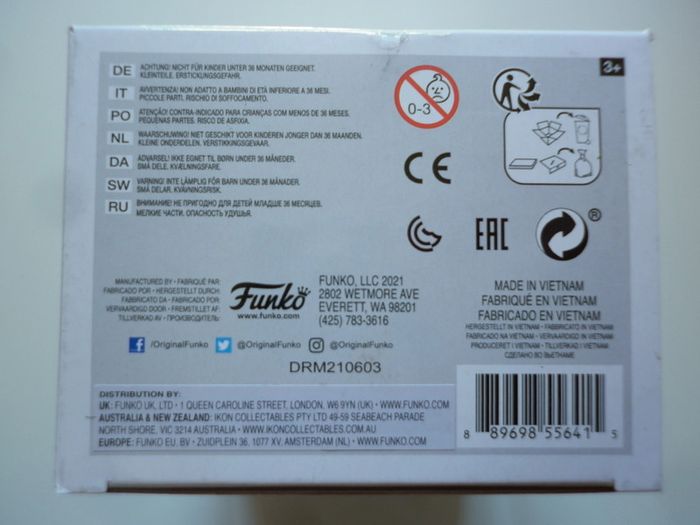 DE ACHTUNG! NICHT FÜR KINDER UNTER 36 MONATEN GEEIGNET.
KLEINTEILE. ERSTICKUNGSGEFAHR.
IT AVVERTENZA! NON ADATTO A BAMBINI DI ETÀ INFERIORE A 36 MESI.
PICCOLE PARTI. RISCHIO DI SOFFOCAMENTO.
PO ATENÇÃO! CONTRA-INDICADO PARA CRIANÇAS COM MENOS DE 36 MESES.
PEQUENAS PARTES. RISCO DE ASFIXIA.
NL WAARSCHUWING! NIET GESCHIKT VOOR KINDEREN JONGER DAN 36 MAANDEN.
KLEINE ONDERDELEN. VERSTIKKINGSGEVAAR.
DA ADVARSEL! IKKE EGNET TIL BØRN UNDER 36 MÅNEDER.
SMÅ DELE. KVÆLNINGSFARE.
SW VARNING! INTE LÄMPLIG FÖR BARN UNDER 36 MÅNADER.
SMÅ DELAR. KVÄVNINGSRISK.
RU ВНИМАНИЕ! НЕ ПРИГОДНО ДЛЯ ДЕТЕЙ МЛАДШЕ 36 МЕСЯЦЕВ.
МЕЛКИЕ ЧАСТИ. ОПАСНОСТЬ УДУШЬЯ.
0-3
3+
CE
EAC
®
MANUFACTURED BY • FABRIQUÉ PAR:
FABRICADO POR • HERGESTELLT DURCH:
FABBRICATO DA • FABRICADO POR:
VERVAARDIGD DOOR • FREMSTILLET AF:
TILLVERKAD AV • ПРОИЗВОДИТЕЛЬ:
Funko
www.funko.com
FUNKO, LLC 2021
2802 WETMORE AVE
EVERETT, WA 98201
(425) 783-3616
MADE IN VIETNAM
FABRIQUÉ EN VIETNAM
FABRICADO EN VIETNAM
HERGESTELLT IN VIETNAM • FABBRICATO IN VIETNAM
FABRICADO NA VIETNAM • VERVAARDIGD IN VIETNAM
PRODUCERET I VIETNAM • TILLVERKAD I VIETNAM
СДЕЛАНО ВО ВЬЕТНАМЕ
/OriginalFunko @OriginalFunko @OriginalFunko
DRM210603
DISTRIBUTION BY:
UK: FUNKO UK, LTD • 1 QUEEN CAROLINE STREET, LONDON, W6 9YN (UK) • WWW.FUNKO.COM
AUSTRALIA & NEW ZEALAND: IKON COLLECTABLES PTY LTD 49-59 SEABEACH PARADE
NORTH SHORE, VIC 3214 AUSTRALIA • WWW.IKONCOLLECTABLES.COM.AU
EUROPE: FUNKO EU, BV • ZUIDPLEIN 36, 1077 XV, AMSTERDAM (NL) • WWW.FUNKO.COM
8 89698 55641 5